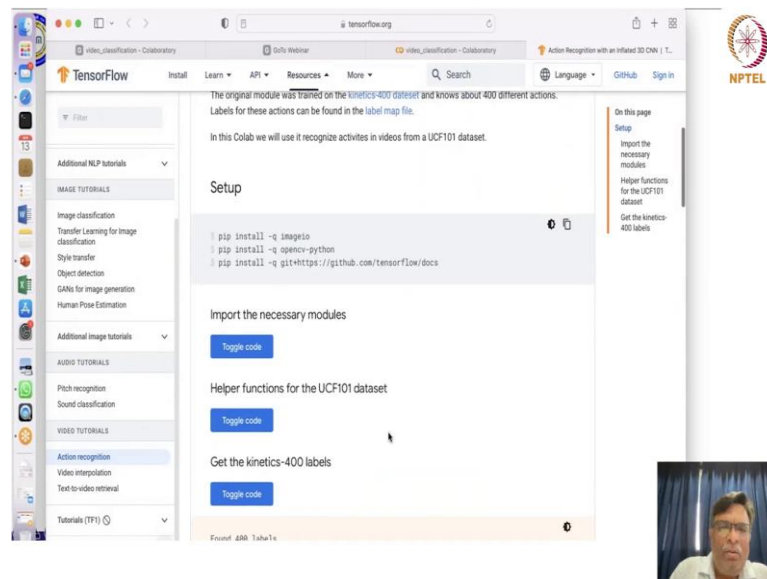 tensorflow.org
video_classification - Colaboratory
GoTo Webinar
video_classification - Colaboratory
Action Recognition with an Inflated 3D CNN | T...
NPTEL
TensorFlow
Install
Learn
API
Resources
More
Search
Language
GitHub
Sign in
The original module was trained on the kinetics-400 dateset and knows about 400 different actions.
Labels for these actions can be found in the label map file.
In this Colab we will use it recognize activites in videos from a UCF101 dataset.
Filter
13
Additional NLP tutorials
IMAGE TUTORIALS
Image classification
Transfer Learning for Image
classification
Style transfer
Object detection
GANs for image generation
Human Pose Estimation
Additional image tutorials
AUDIO TUTORIALS
Pitch recognition
Sound classification
VIDEO TUTORIALS
Action recognition
Video interpolation
Text-to-video retrieval
Tutorials (TF1)
Setup
pip install -q imageio
pip install -q opencv-python
pip install -q git+https://github.com/tensorflow/docs
Import the necessary modules
Toggle code
Helper functions for the UCF101 dataset
Toggle code
Get the kinetics-400 labels
Toggle code
Found 400 labels
On this page
Setup
Import the
necessary
modules
Helper functions
for the UCF101
dataset
Get the kinetics-
400 labels